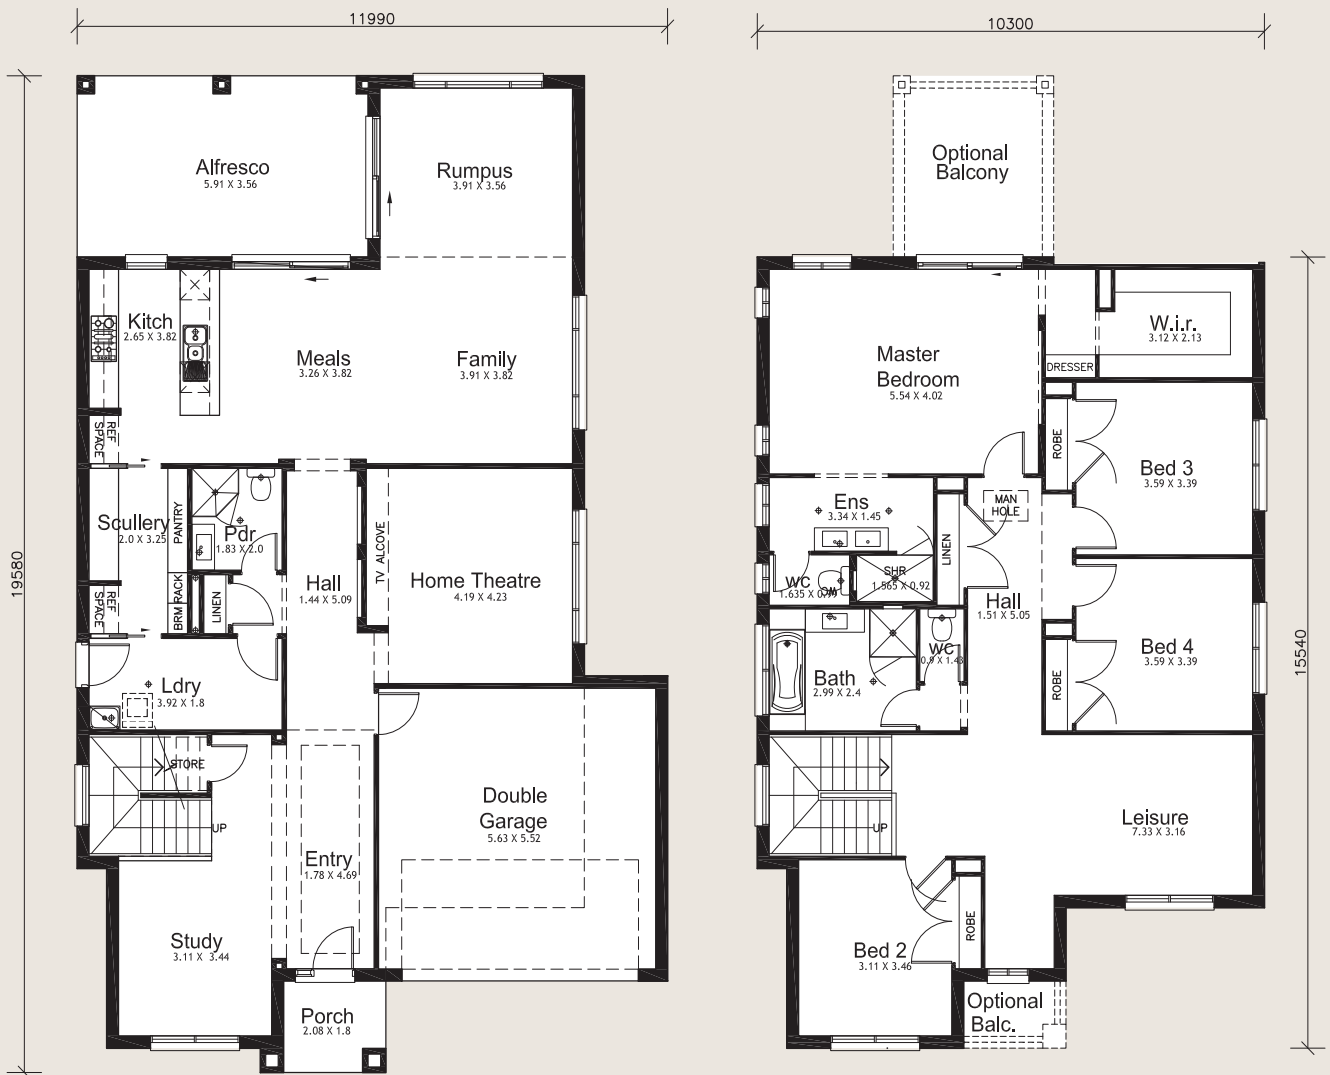 11990
19580
Alfresco
5.91 X 3.56
Rumpus
3.91 X 3.56
Kitch
2.65 X 3.82
Meals
3.26 X 3.82
Family
3.91 X 3.82
REF
SPACE
Scullery
2.0 X 3.25
PANTRY
Pdr
1.83 X 2.0
BRM RACK
LINEN
REF
SPACE
Hall
1.44 X 5.09
TV ALCOVE
Home Theatre
4.19 X 4.23
Ldry
3.92 X 1.8
STORE
UP
Double
Garage
5.63 X 5.52
Entry
1.78 X 4.69
Study
3.11 X 3.44
Porch
2.08 X 1.8
10300
15540
Optional
Balcony
Master
Bedroom
5.54 X 4.02
W.i.r.
3.12 X 2.13
DRESSER
ROBE
Bed 3
3.59 X 3.39
Ens
3.34 X 1.45
MAN
HOLE
LINEN
WC
1.635 X 0.99
SHR
1.565 X 0.92
Hall
1.51 X 5.05
Bed 4
3.59 X 3.39
ROBE
WC
0.9 X 1.43
Bath
2.99 X 2.4
UP
Leisure
7.33 X 3.16
ROBE
Bed 2
3.11 X 3.46
Optional
Balc.